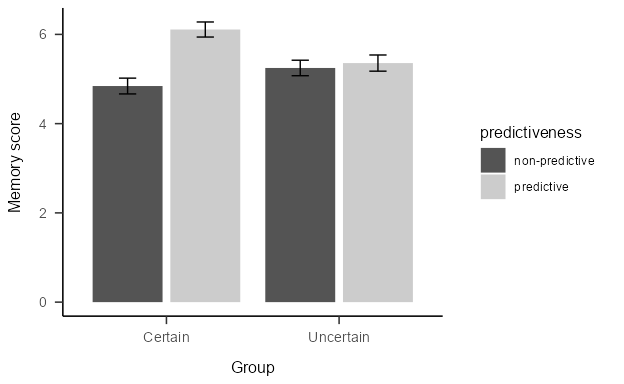 6
4
2
0
Memory score
Certain
Uncertain
Group
predictiveness
non-predictive
predictive